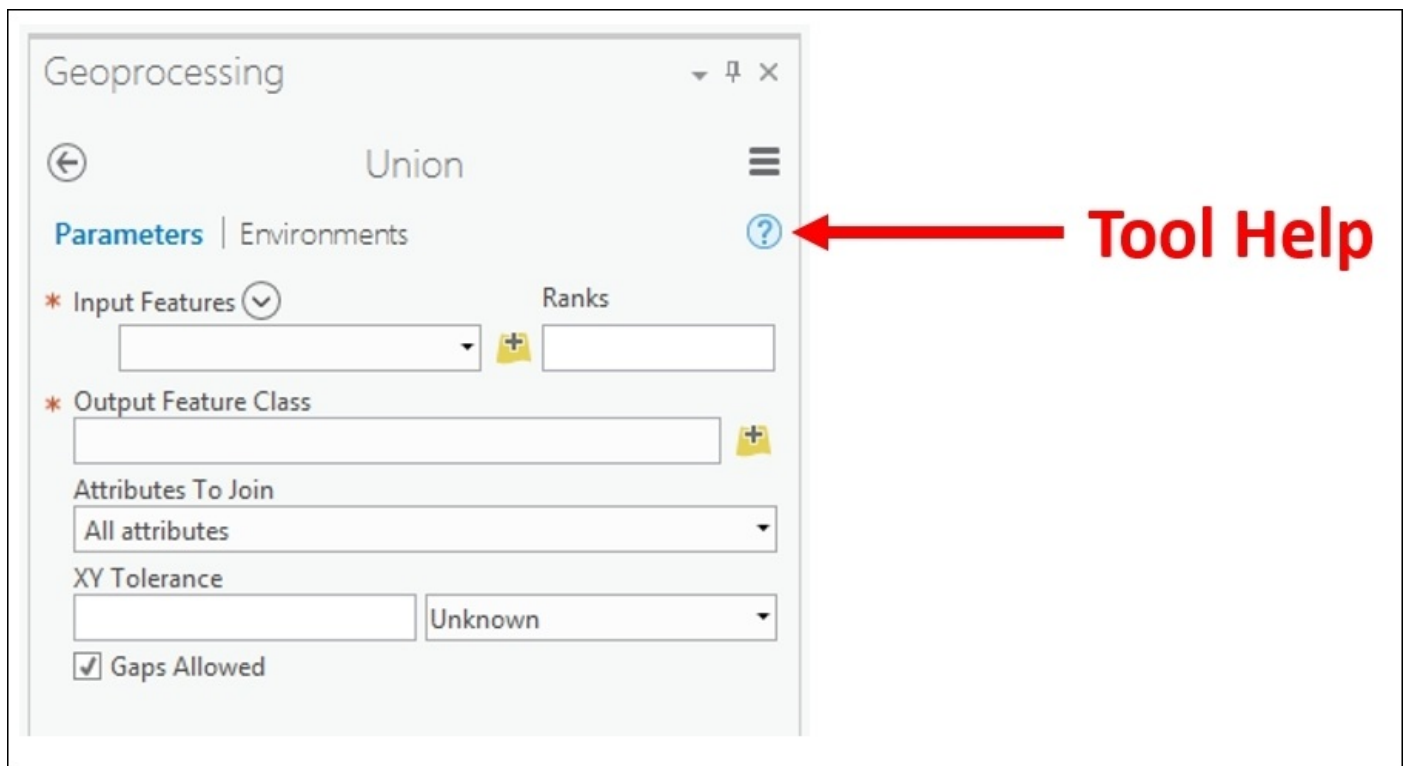 Geoprocessing
Union
Parameters | Environments
?
Tool Help
* Input Features
Ranks
* Output Feature Class
Attributes To Join
All attributes
XY Tolerance
Unknown
Gaps Allowed